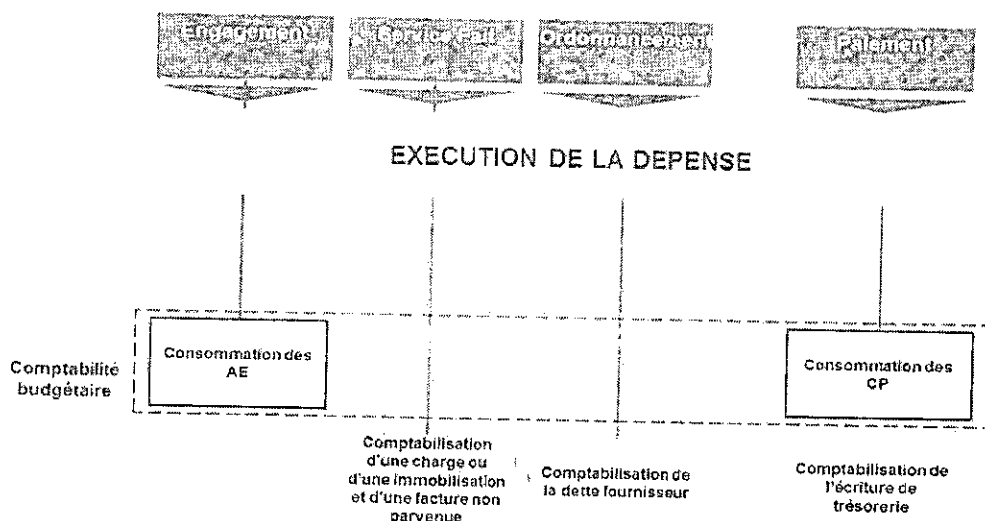 Engagement
Service Fait
Ordonnancement
Paiement
EXECUTION DE LA DEPENSE
Comptabilité
budgétaire
Consommation des
AE
Consommation des
CP
Comptabilisation
d'une charge ou
d'une immobilisation
et d'une facture non
parvenue
Comptabilisation de
la dette fournisseur
Comptabilisation de
l'écriture de
trésorerie